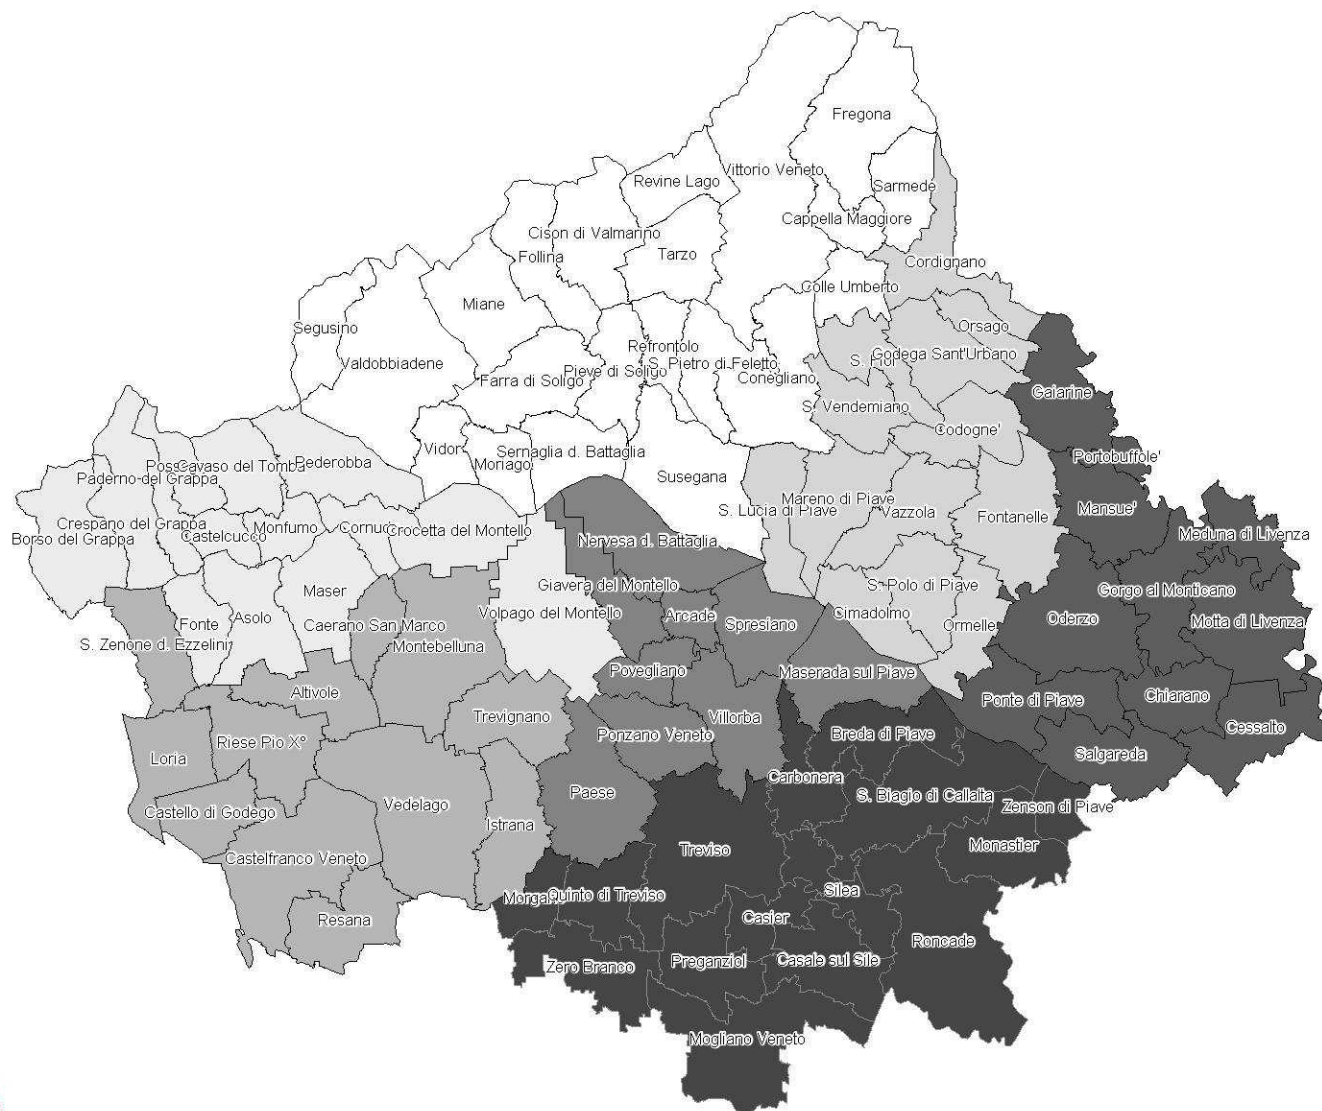 Fregona
Vittorio Veneto
Revine Lago
Sarmede
Cappella Maggiore
Cison di Valmarino
Follina
Tarzo
Cordignano
Colle Umberto
Miane
Segusino
Valdobbiadene
Orsago
Refrontolo
Godega Sant'Urbano
S. Fior
S. Pietro di Feletto
Pieve di Soligo
Farra di Soligo
Conegliano
Gaiarine
S. Vendemiano
Codogne'
Vidor
Sernaglia d. Battaglia
Moriago
Portobuffole'
Pederobba
Cavaso del Tomba
Paderno del Grappa
Susegana
Mareno di Piave
S. Lucia di Piave
Vazzola
Fontanelle
Mansue'
Meduna di Livenza
Crespano del Grappa
Borso del Grappa
Castelcucco
Monfumo
Crocetta del Montello
Nervesa d. Battaglia
Giavera del Montello
S. Polo di Piave
Gorgo al Monticano
Maser
Volpago del Montello
Arcade
Cimadolmo
Ormelle
Oderzo
Motta di Livenza
Fonte
Asolo
Caerano San Marco
Spresiano
S. Zenone d. Ezzelini
Montebelluna
Povegliano
Maserada sul Piave
Altivole
Ponte di Piave
Chiarano
Trevignano
Villorba
Cessalto
Riese Pio X°
Ponzano Veneto
Breda di Piave
Loria
Salgareda
Carbonera
Paese
S. Biagio di Callalta
Vedelago
Zenson di Piave
Castello di Godego
Istrana
Monastier
Treviso
Castelfranco Veneto
Silea
Quinto di Treviso
Resana
Casier
Roncade
Preganziol
Casale sul Sile
Zero Branco
Mogliano Veneto